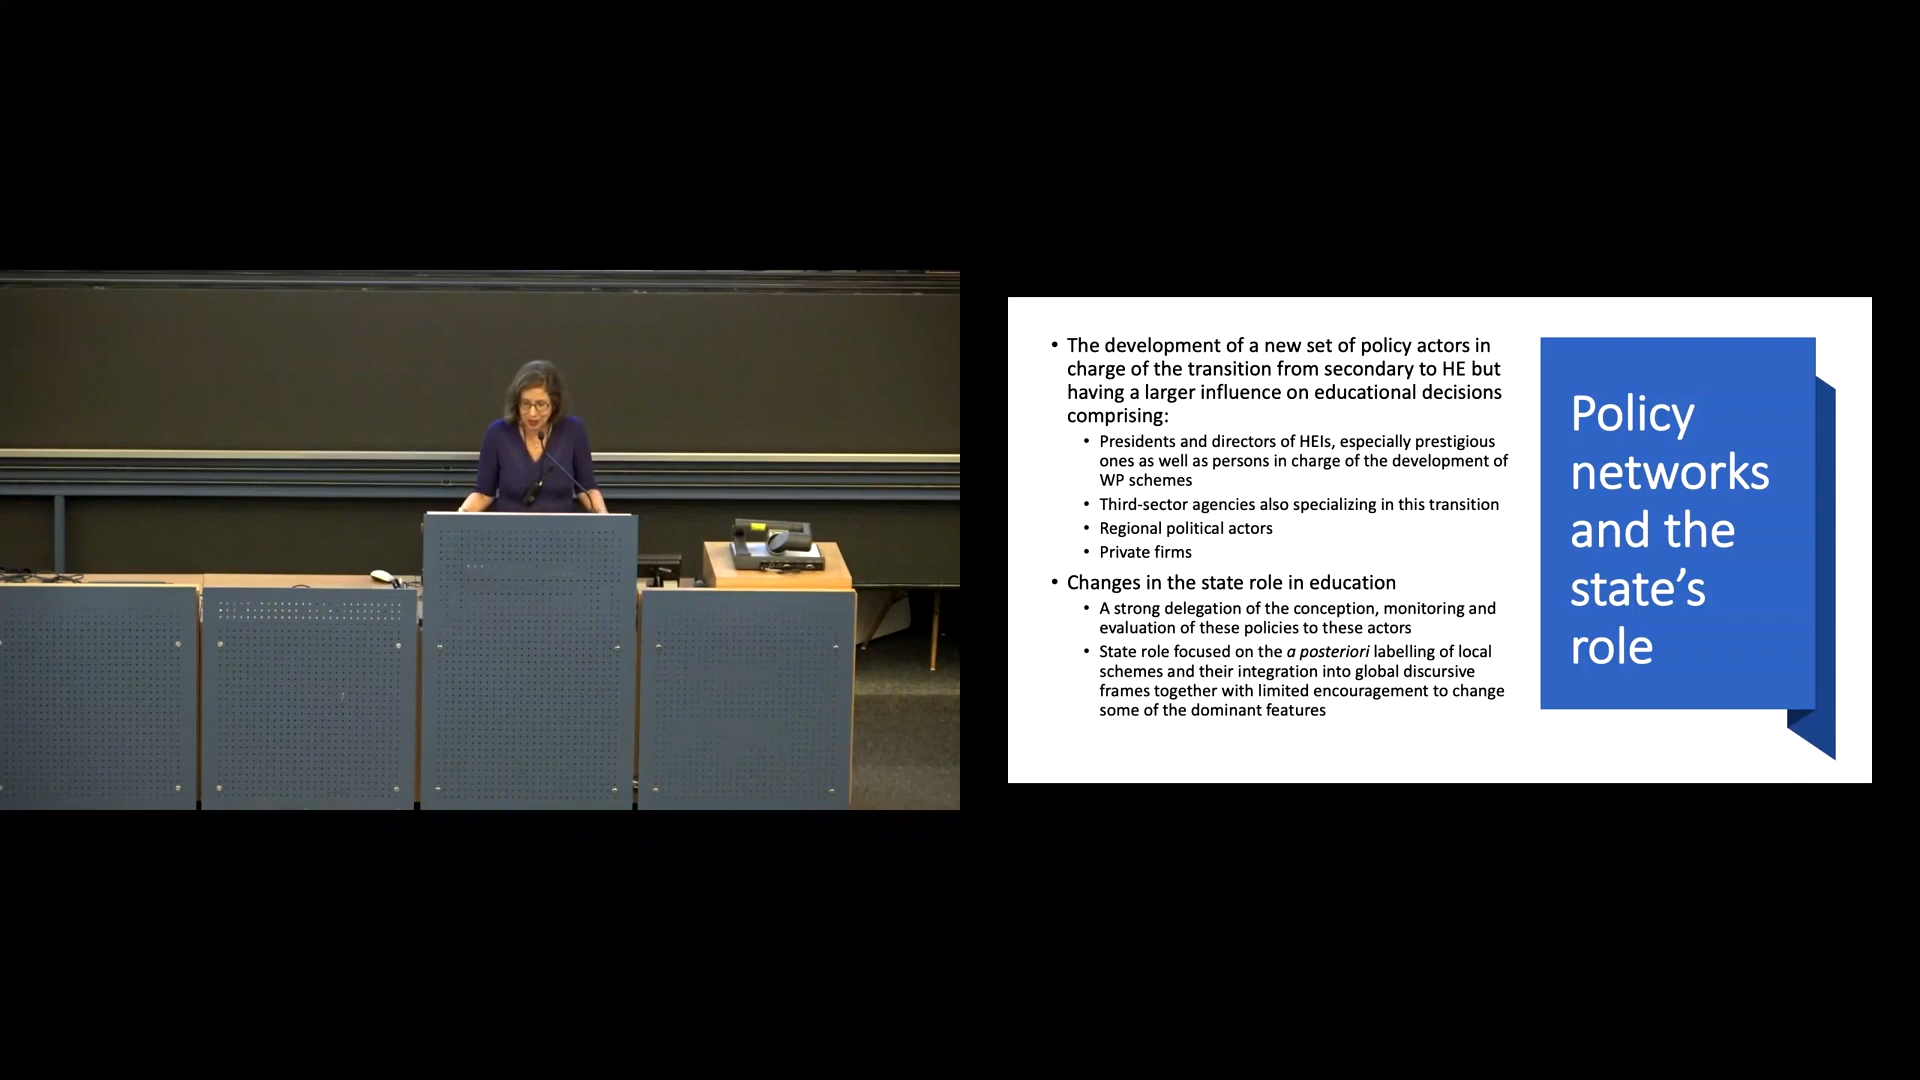 • The development of a new set of policy actors in
charge of the transition from secondary to HE but
having a larger influence on educational decisions
comprising:
• Presidents and directors of HEIs, especially prestigious
ones as well as persons in charge of the development of
WP schemes
• Third-sector agencies also specializing in this transition
• Regional political actors
• Private firms
• Changes in the state role in education
• A strong delegation of the conception, monitoring and
evaluation of these policies to these actors
• State role focused on the a posteriori labelling of local
schemes and their integration into global discursive
frames together with limited encouragement to change
some of the dominant features
Policy
networks
and the
state’s
role